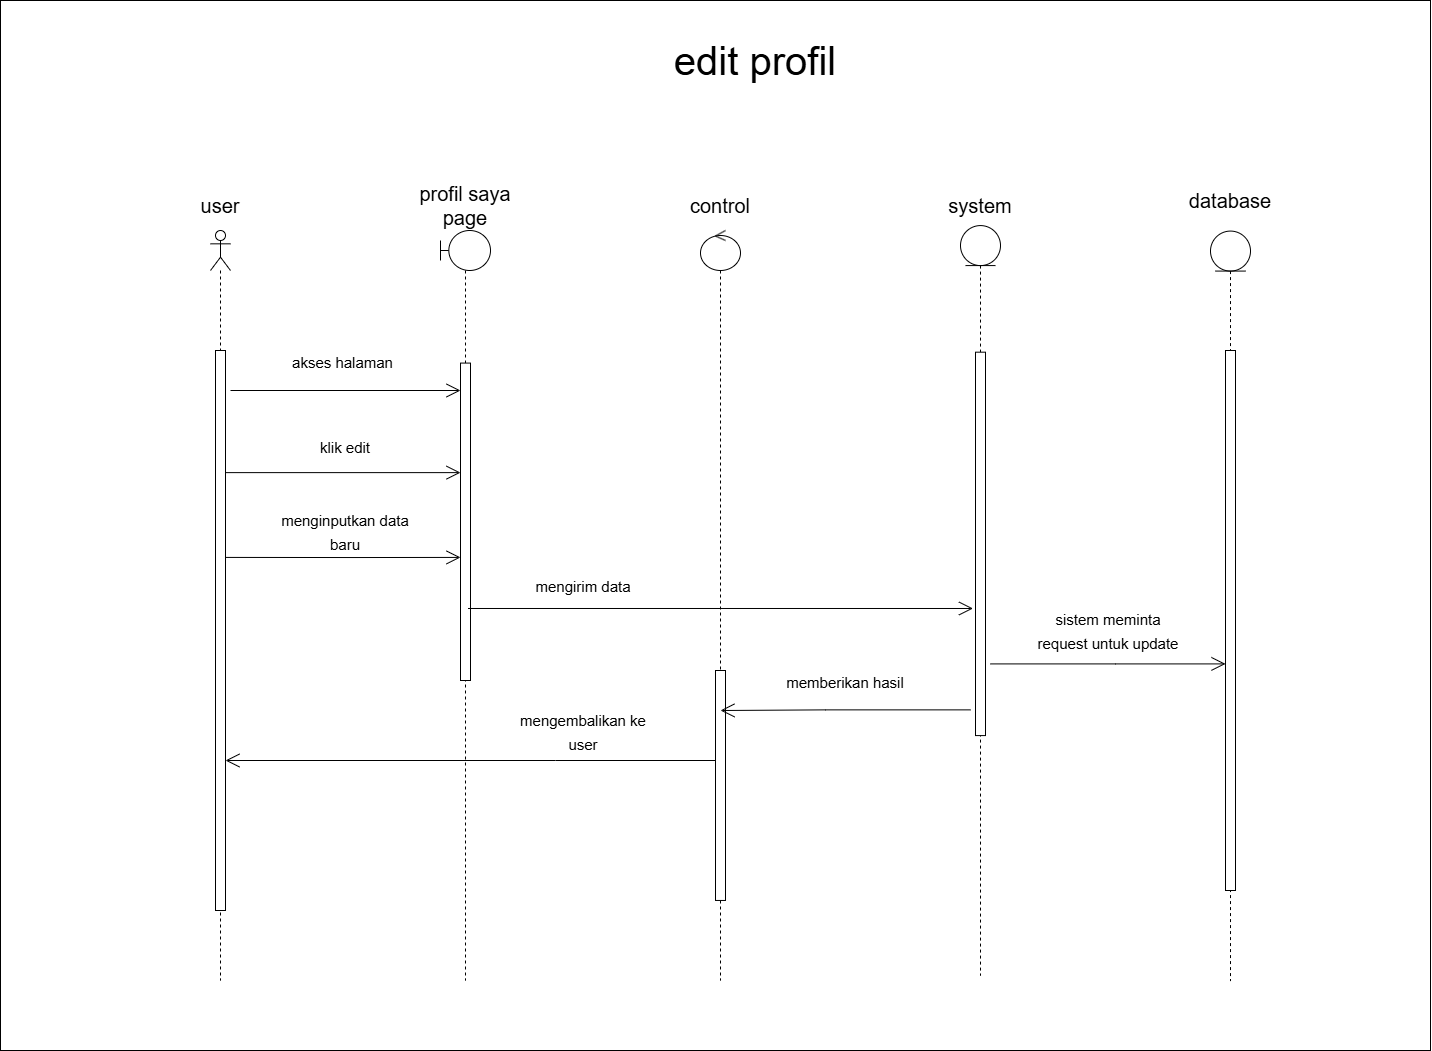 edit profil
user
profil saya
page
control
system
database
akses halaman
klik edit
menginputkan data
baru
mengirim data
sistem meminta
request untuk update
memberikan hasil
mengembalikan ke
user